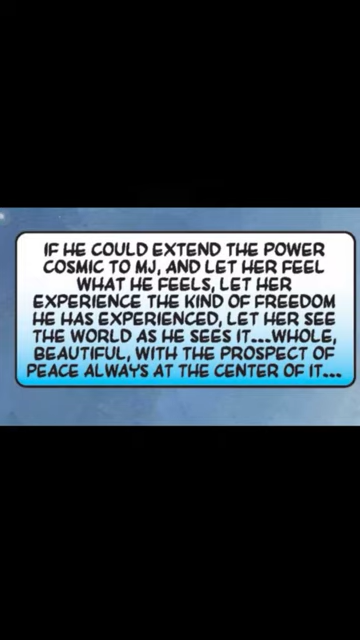 IF HE COULD EXTEND THE POWER
COSMIC TO MJ, AND LET HER FEEL
WHAT HE FEELS, LET HER
EXPERIENCE THE KIND OF FREEDOM
HE HAS EXPERIENCED, LET HER SEE
THE WORLD AS HE SEES IT...WHOLE,
BEAUTIFUL, WITH THE PROSPECT OF
PEACE ALWAYS AT THE CENTER OF IT...